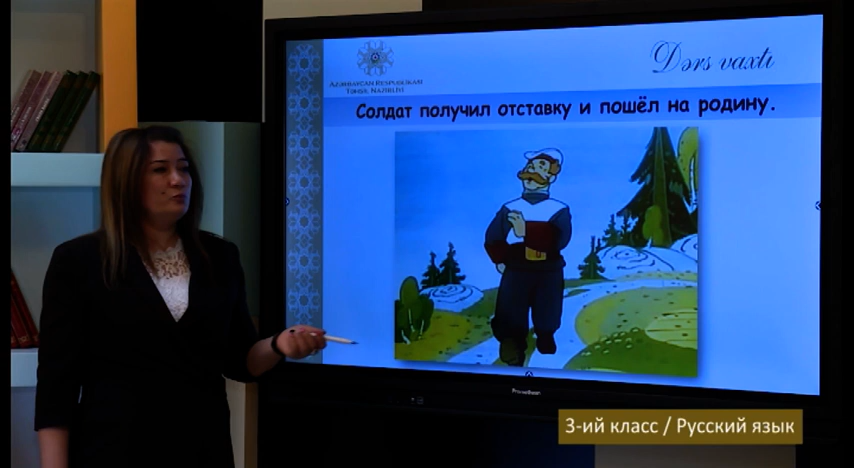 Dərs vaxtı
AZƏRBAYCAN RESPUBLİKASI
TƏHSİL NAZİRLİYİ
Солдат получил отставку и пошёл на родину.
Promethean
3-ий класс / Русский язык